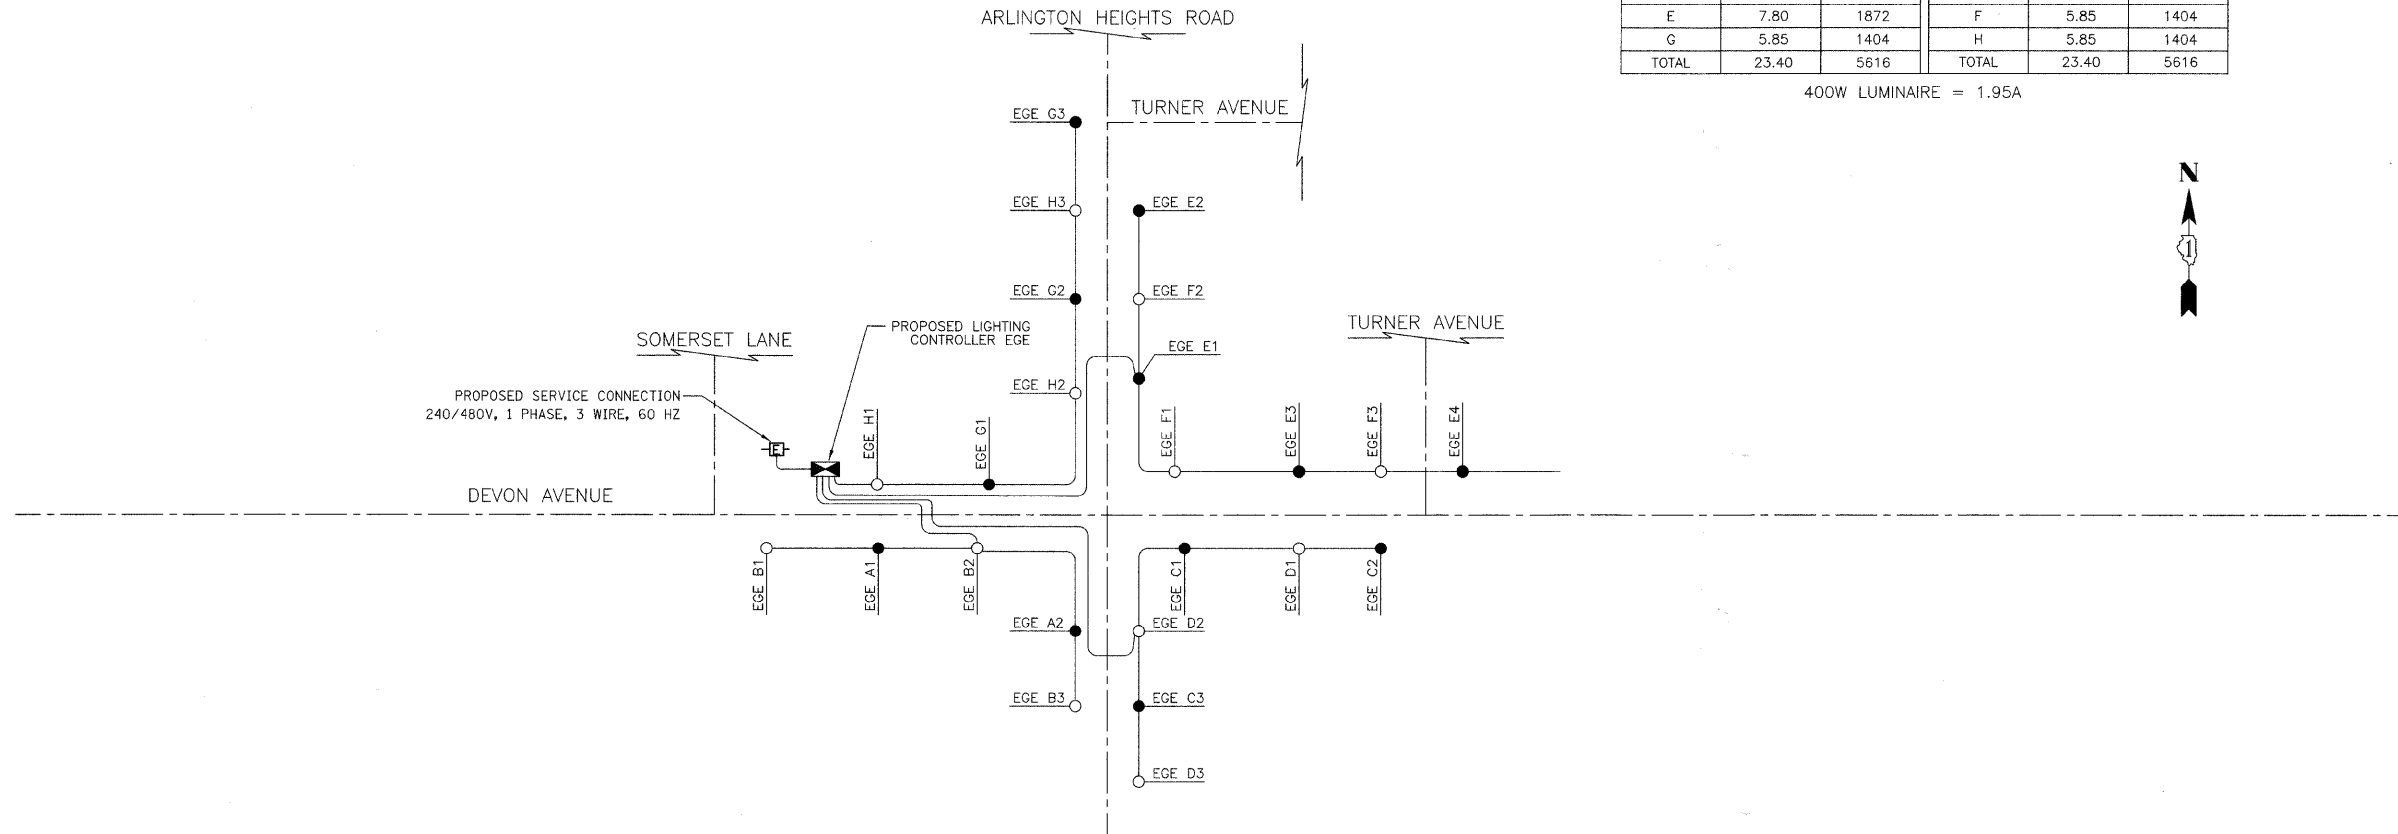 ARLINGTON HEIGHTS ROAD
E 7.80 1872 F 5.85 1404
G 5.85 1404 H 5.85 1404
TOTAL 23.40 5616 TOTAL 23.40 5616
400W LUMINAIRE = 1.95A
TURNER AVENUE
EGE G3
N
1
EGE H3
EGE E2
EGE G2
EGE F2
PROPOSED LIGHTING
CONTROLLER EGE
SOMERSET LANE
TURNER AVENUE
EGE E1
EGE H2
PROPOSED SERVICE CONNECTION
240/480V, 1 PHASE, 3 WIRE, 60 HZ
E
EGE H1
EGE G1
EGE F1
EGE E3
EGE F3
EGE E4
DEVON AVENUE
EGE B1
EGE A1
EGE B2
EGE C1
EGE D1
EGE C2
EGE A2
EGE D2
EGE B3
EGE C3
EGE D3